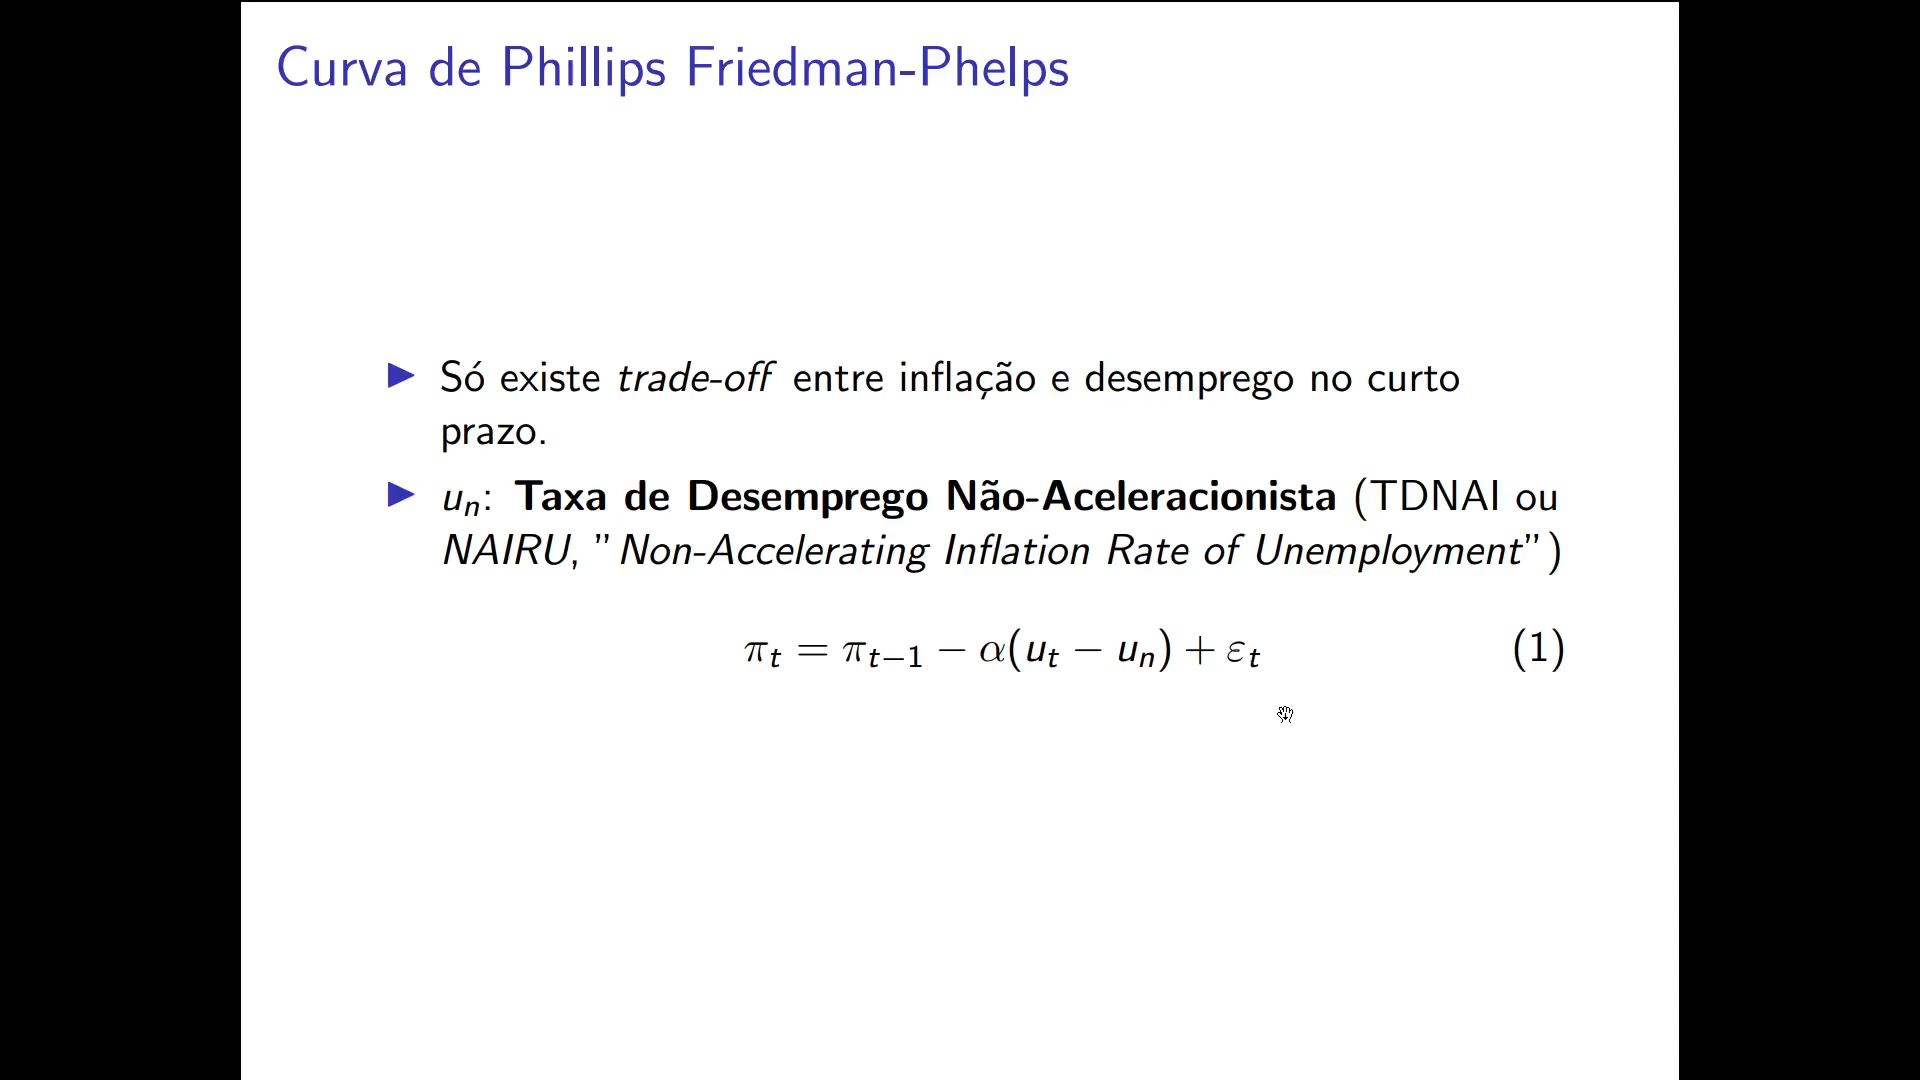 Curva de Phillips Friedman-Phelps
▶ Só existe trade-off entre inflação e desemprego no curto
prazo.
▶ uₙ: Taxa de Desemprego Não-Aceleracionista (TDNAI ou
NAIRU, ”Non-Accelerating Inflation Rate of Unemployment”)
πₜ = πₜ₋₁ − α(uₜ − uₙ) + εₜ (1)